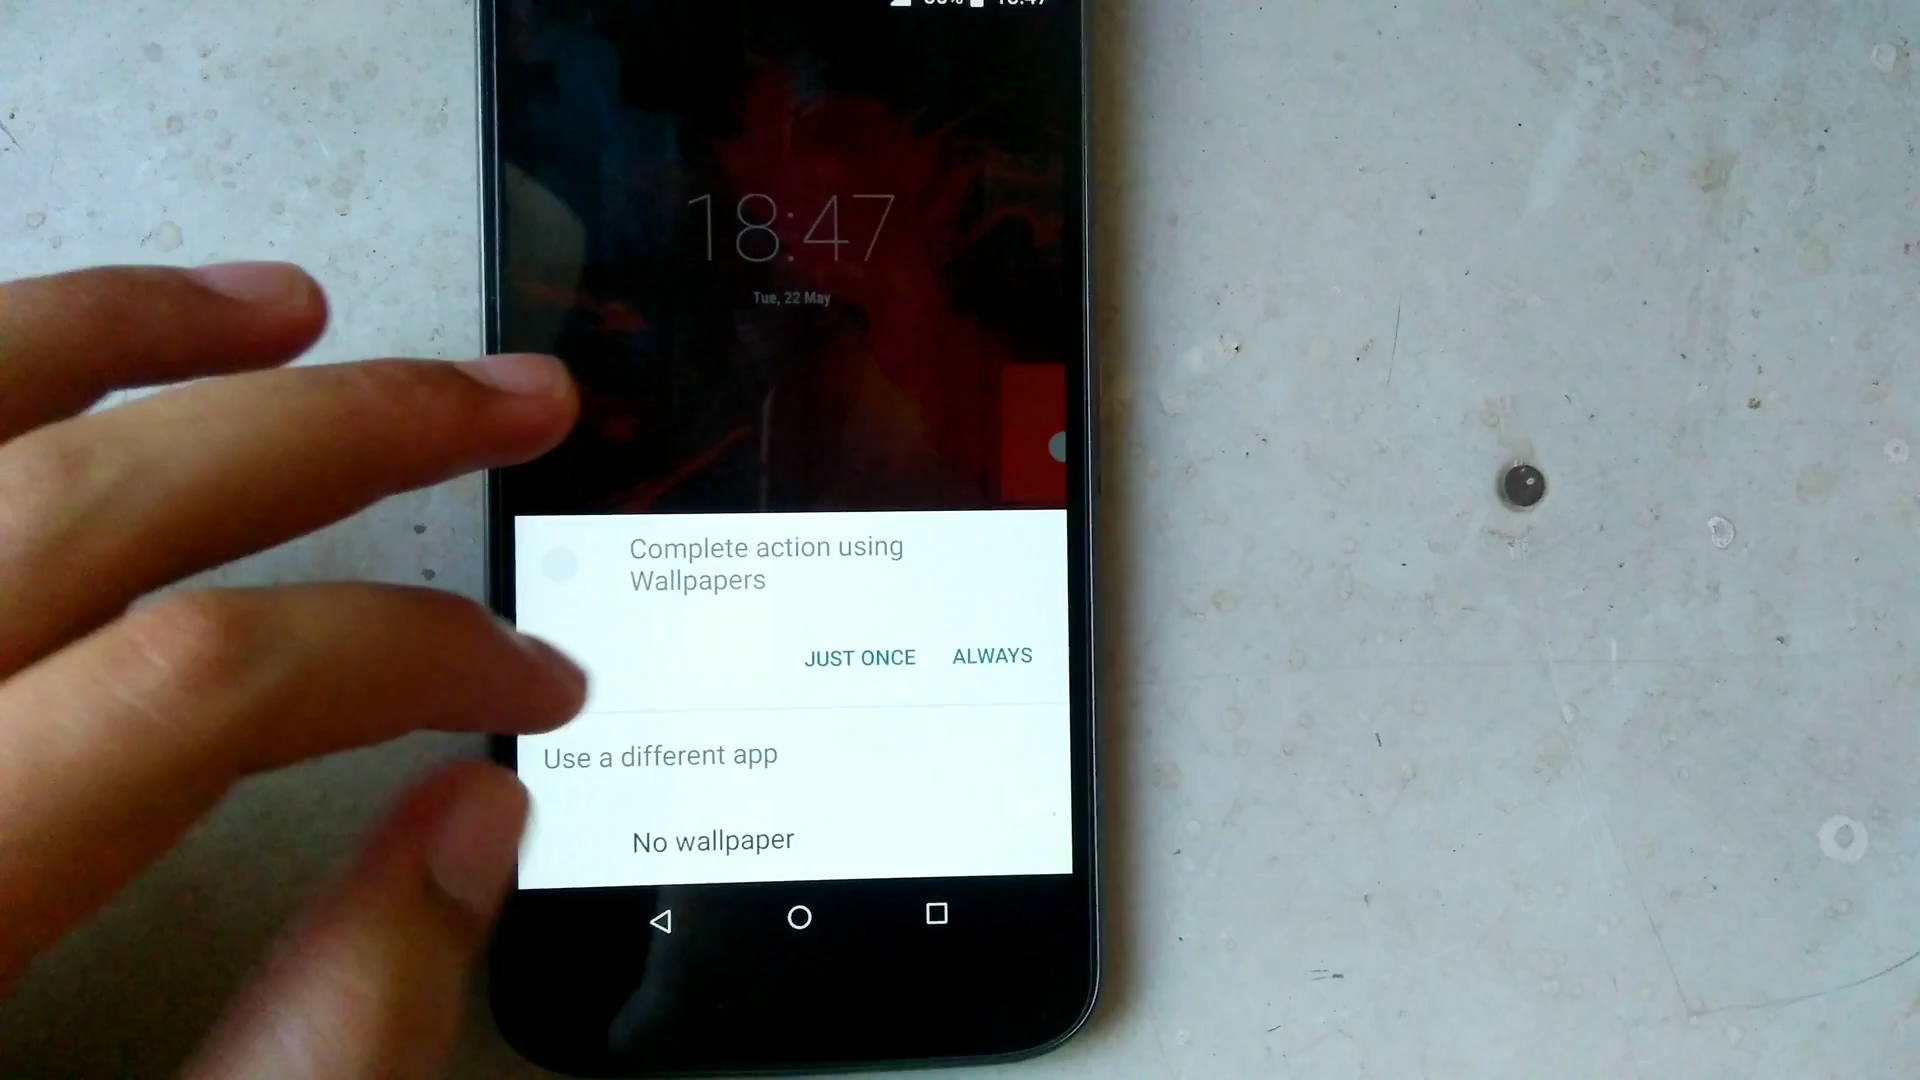 18:47
Tue, 22 May
Complete action using
Wallpapers
JUST ONCE ALWAYS
Use a different app
No wallpaper